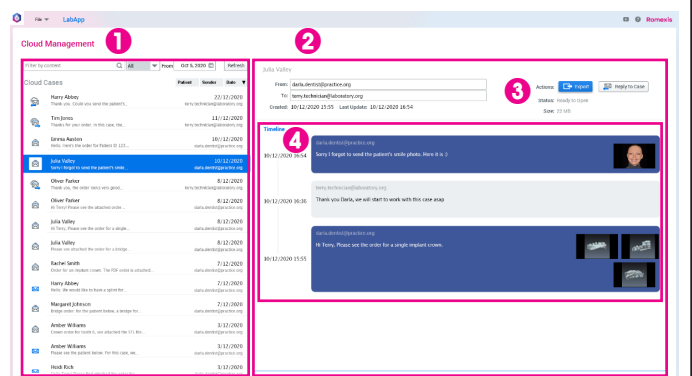 File LabApp Romexis
Cloud Management
1
2
3
4
Filter by content All From Oct 5, 2020 Refresh
Cloud Cases Patient Sender Date
Harry Abbey 22/12/2020
Thank you. Could you send the patient's... terry.technician@laboratory.org
Tim Jones 11/12/2020
Thanks for your order. In this case, the... terry.technician@laboratory.org
Emma Austen 10/12/2020
Hello. Here's the order for Patient ID 123... darla.dentist@practice.org
Julia Valley 10/12/2020
Sorry I forgot to send the patient's smile... darla.dentist@practice.org
Oliver Parker 8/12/2020
Thank you, the order looks very good... terry.technician@laboratory.org
Oliver Parker 8/12/2020
Hi Terry! Please see the attached order... darla.dentist@practice.org
Julia Valley 8/12/2020
Hi Terry, Please see the order for a single... darla.dentist@practice.org
Julia Valley 8/12/2020
Please see attached the order for a bridge... darla.dentist@practice.org
Rachel Smith 7/12/2020
Order for an implant crown. The PDF order is attached... darla.dentist@practice.org
Harry Abbey 7/12/2020
Hello. We would like to have a splint for... darla.dentist@practice.org
Margaret Johnson 7/12/2020
Bridge order for the patient below, a bridge for... darla.dentist@practice.org
Amber Williams 3/12/2020
Crown order for tooth 8, see attached the STL file... darla.dentist@practice.org
Amber Williams 3/12/2020
Please see the patient below. For this case, we... darla.dentist@practice.org
Heidi Rich 3/12/2020
Julia Valley
From: darla.dentist@practice.org
To: terry.technician@laboratory.org
Created: 10/12/2020 15:55 Last Update: 10/12/2020 16:54
Actions: Export Reply to Case
Status: Ready to Open
Size: 22 MB
Timeline
darla.dentist@practice.org
10/12/2020 16:54 Sorry I forgot to send the patient's smile photo. Here it is :)
terry.technician@laboratory.org
10/12/2020 16:38 Thank you Darla, we will start to work with this case asap
darla.dentist@practice.org
Hi Terry, Please see the order for a single implant crown.
10/12/2020 15:55